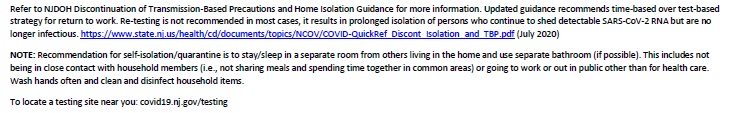 Refer to NJDOH Discontinuation of Transmission-Based Precautions and Home Isolation Guidance for more information. Updated guidance recommends time-based over test-based
strategy for return to work. Re-testing is not recommended in most cases, it results in prolonged isolation of persons who continue to shed detectable SARS-CoV-2 RNA but are no
longer infectious. https://www.state.nj.us/health/cd/documents/topics/NCOV/COVID-QuickRef_Discont_Isolation_and_TBP.pdf (July 2020)
NOTE: Recommendation for self-isolation/quarantine is to stay/sleep in a separate room from others living in the home and use separate bathroom (if possible). This includes not
being in close contact with household members (i.e., not sharing meals and spending time together in common areas) or going to work or out in public other than for health care.
Wash hands often and clean and disinfect household items.
To locate a testing site near you: covid19.nj.gov/testing